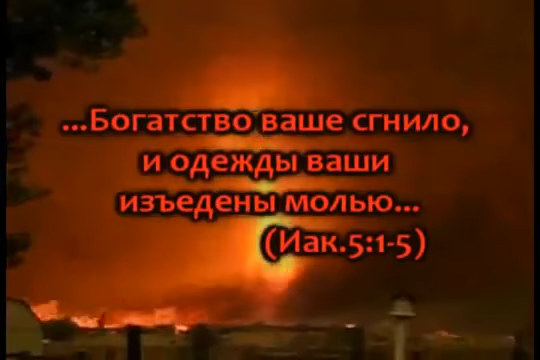 ...Богатство ваше сгнило,
и одежды ваши
изъедены молью...
(Иак.5:1-5)